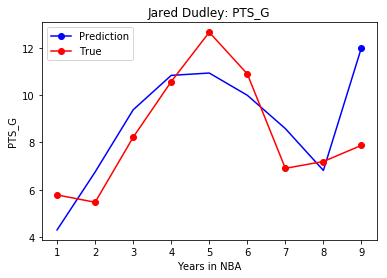 Jared Dudley: PTS_G
Prediction
True
PTS_G
12
10
8
6
4
1 2 3 4 5 6 7 8 9
Years in NBA